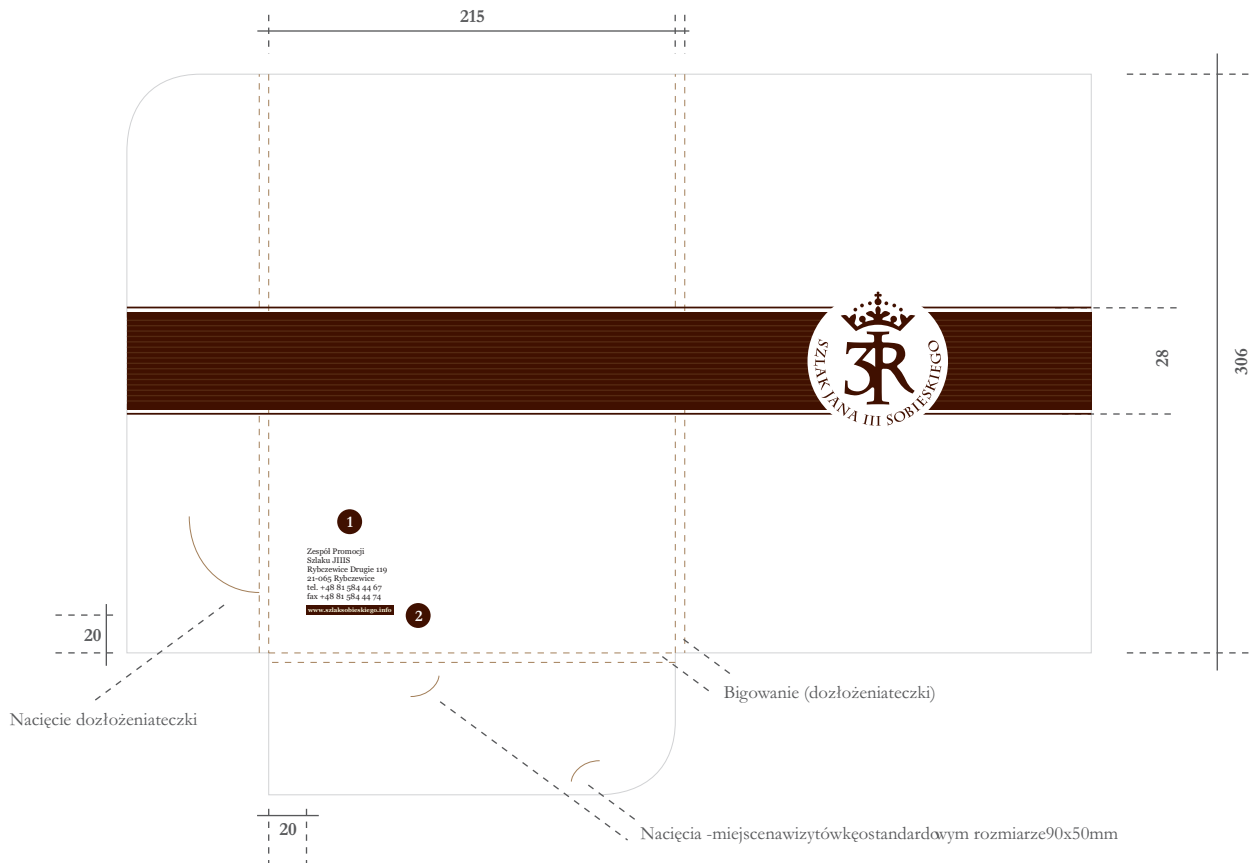 215
SZLAK JANA III SOBIESKIEGO
3R
28
306
1
Zespół Promocji
Szlaku JIIIS
Rybczewice Drugie 119
21-065 Rybczewice
tel. +48 81 584 44 67
fax +48 81 584 44 74
www.szlaksobieskiego.info
2
20
Bigowanie (dozłożeniateczki)
Nacięcie dozłożeniateczki
20
Nacięcia -miejscenawizytówkęostandardowym rozmiarze90x50mm